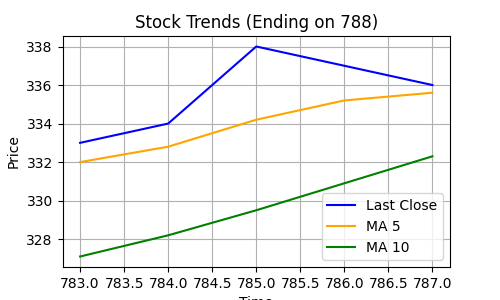 Stock Trends (Ending on 788)
338
336
334
332
330
328
Price
Last Close
MA 5
MA 10
783.0 783.5 784.0 784.5 785.0 785.5 786.0 786.5 787.0
Time